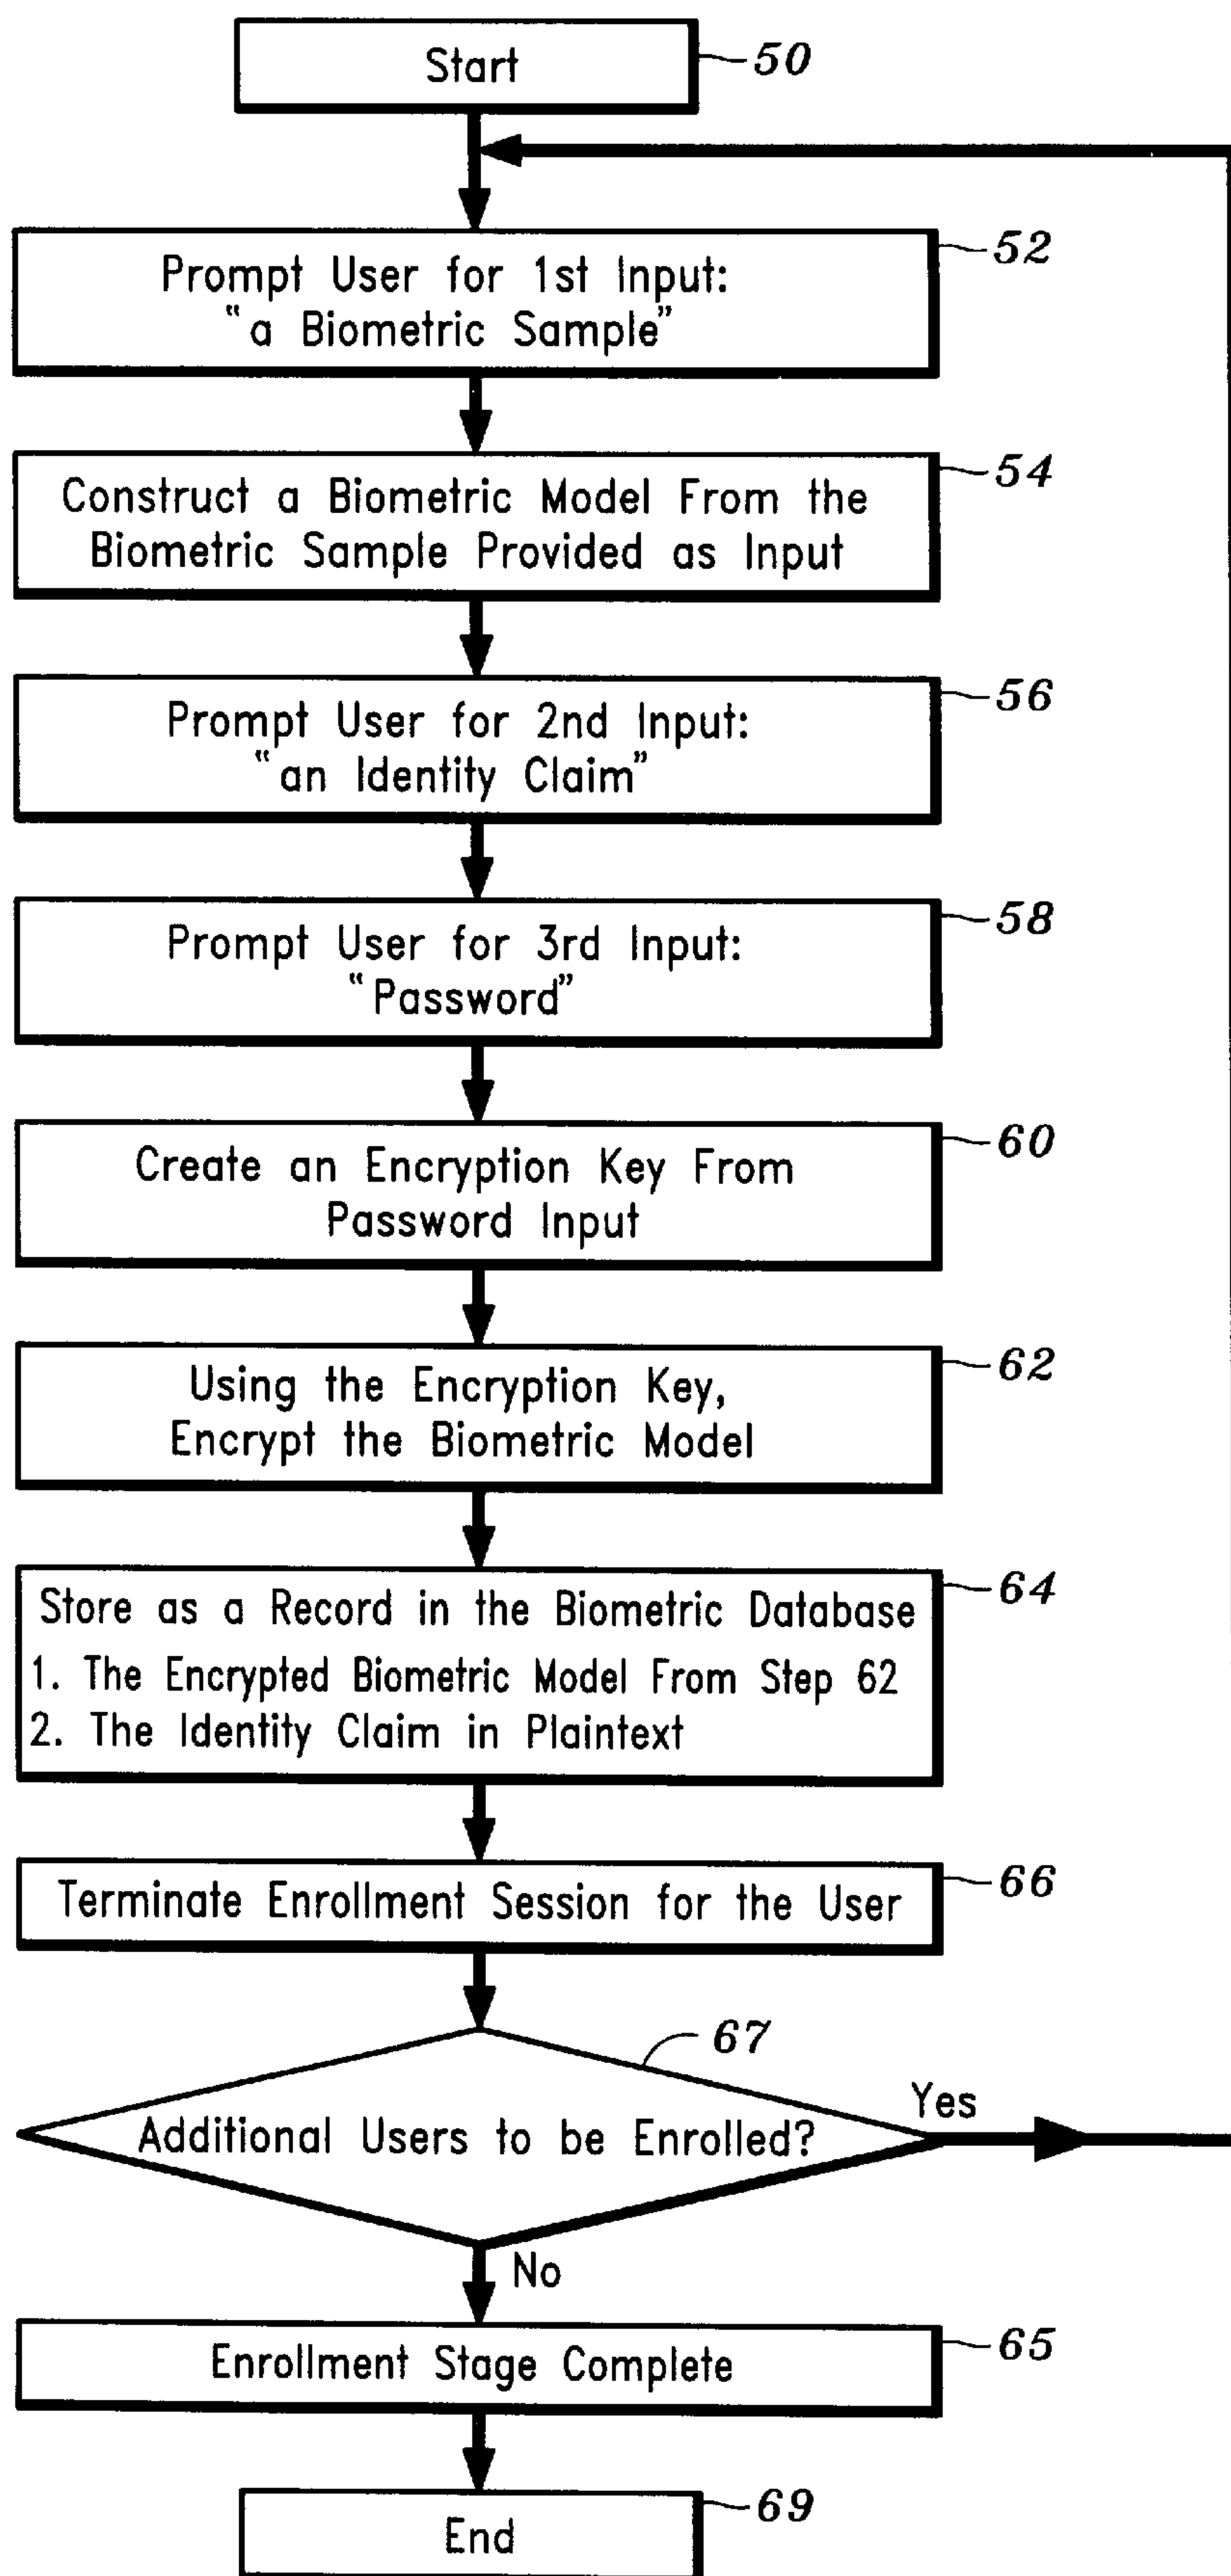 Start
50
Prompt User for 1st Input:
"a Biometric Sample"
52
Construct a Biometric Model From the
Biometric Sample Provided as Input
54
Prompt User for 2nd Input:
"an Identity Claim"
56
Prompt User for 3rd Input:
"Password"
58
Create an Encryption Key From
Password Input
60
Using the Encryption Key,
Encrypt the Biometric Model
62
Store as a Record in the Biometric Database
1. The Encrypted Biometric Model From Step 62
2. The Identity Claim in Plaintext
64
Terminate Enrollment Session for the User
66
67
Additional Users to be Enrolled?
Yes
No
Enrollment Stage Complete
65
End
69